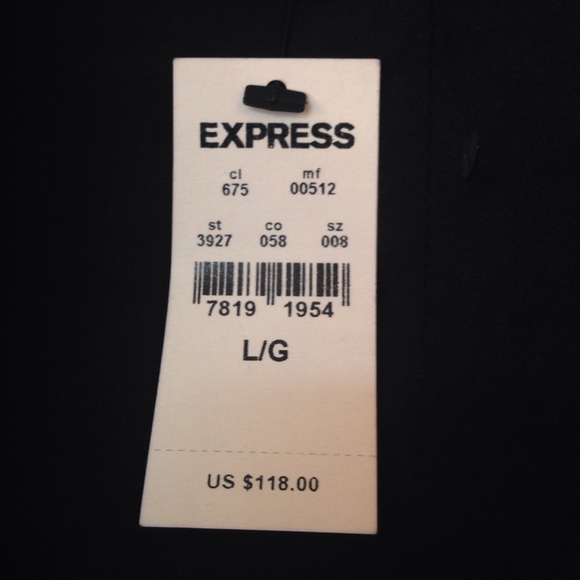 EXPRESS
cl mf
675 00512
st co sz
3927 058 008
7819 1954
L/G
US $118.00